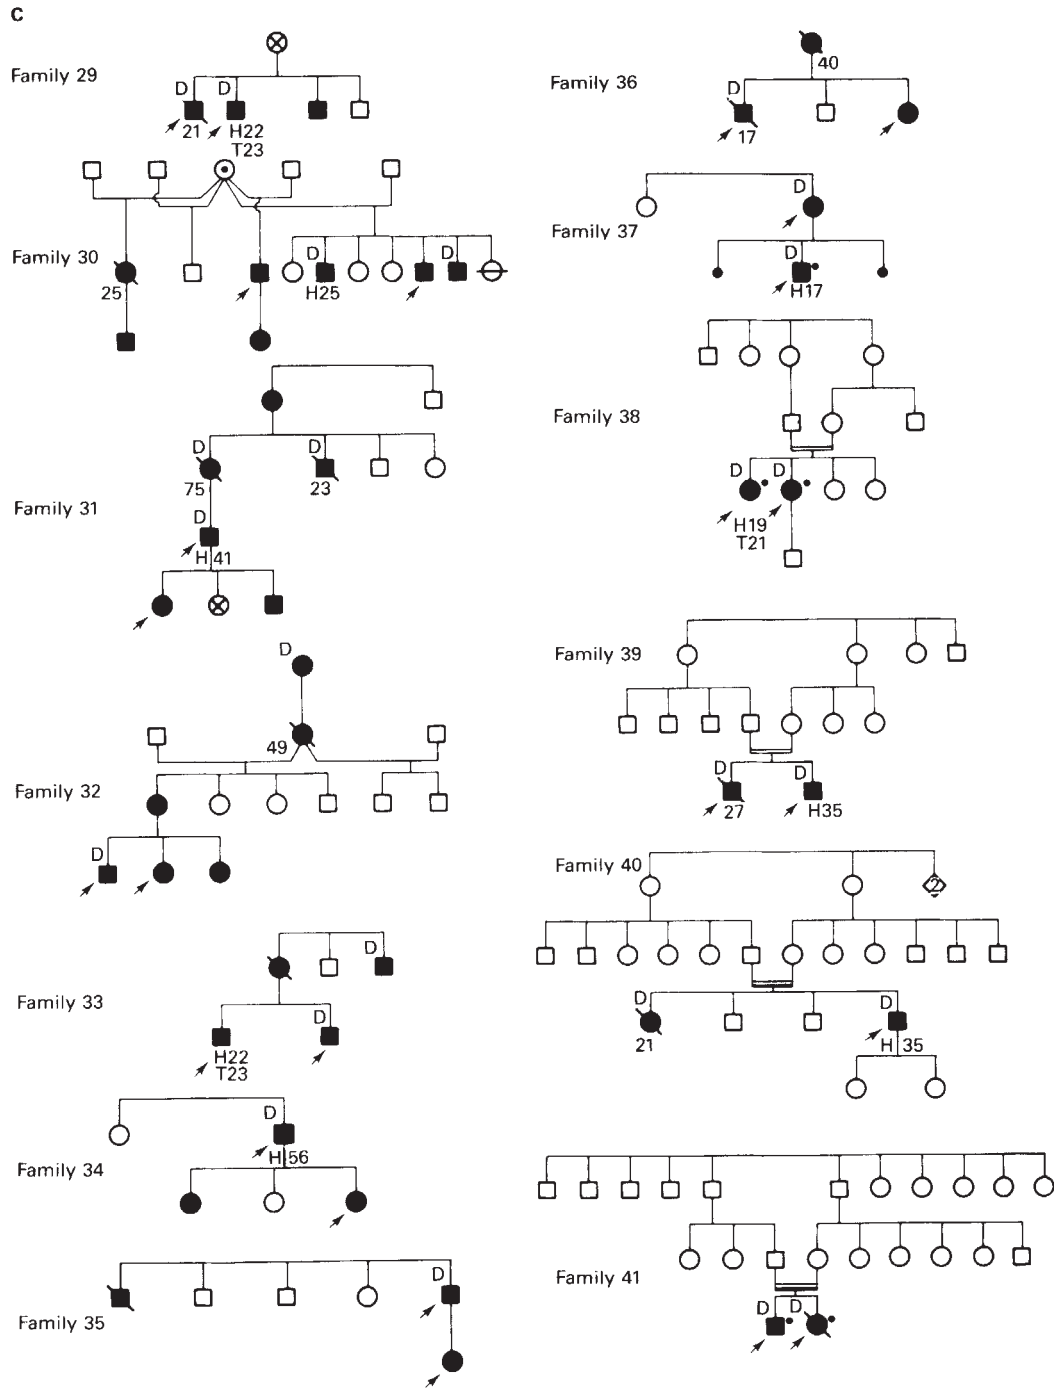 C
Family 29
D D
21 H22
T23
Family 30
D D
25 H25
Family 31
D D
75 23
D
H 41
Family 32
D
49
D
Family 33
D
D
H22
T23
Family 34
D
H 56
Family 35
D
Family 36
40
D
17
Family 37
D
D
H17
Family 38
D D
H19
T21
Family 39
D D
27 H35
Family 40
2
D D
21 H 35
Family 41
D D